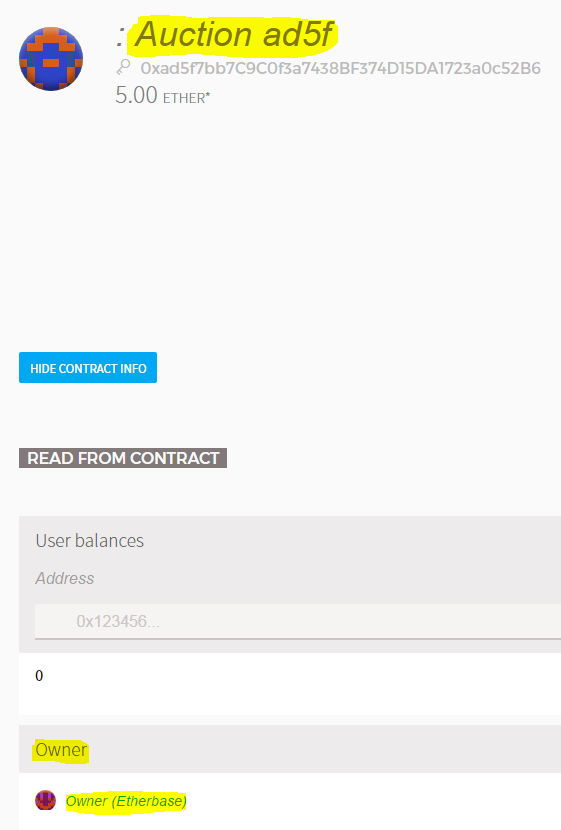 : Auction ad5f
0xad5f7bb7C9C0f3a7438BF374D15DA1723a0c52B6
5.00 ETHER*
HIDE CONTRACT INFO
READ FROM CONTRACT
User balances
Address
0x123456...
0
Owner
Owner (Etherbase)